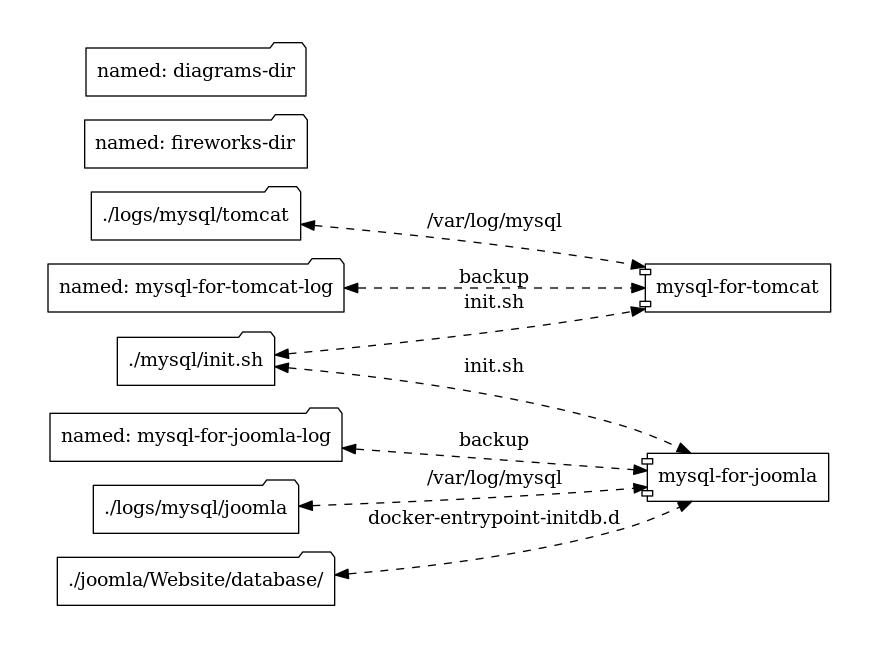 named: diagrams-dir
named: fireworks-dir
./logs/mysql/tomcat
/var/log/mysql
named: mysql-for-tomcat-log
backup
mysql-for-tomcat
init.sh
./mysql/init.sh
init.sh
named: mysql-for-joomla-log
backup
mysql-for-joomla
/var/log/mysql
./logs/mysql/joomla
docker-entrypoint-initdb.d
./joomla/Website/database/